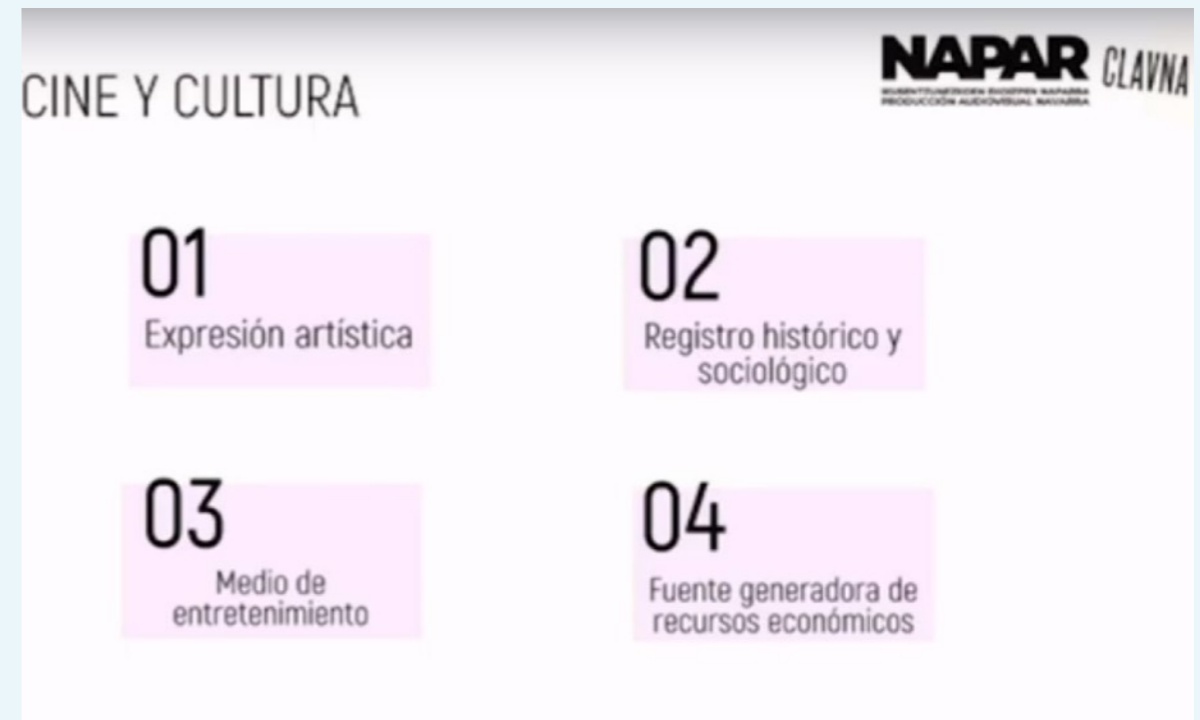 NAPAR
CLAVNA
PRODUCCIÓN AUDIOVISUAL NAVARRA
CINE Y CULTURA
01
Expresión artística
02
Registro histórico y
sociológico
03
Medio de
entretenimiento
04
Fuente generadora de
recursos económicos